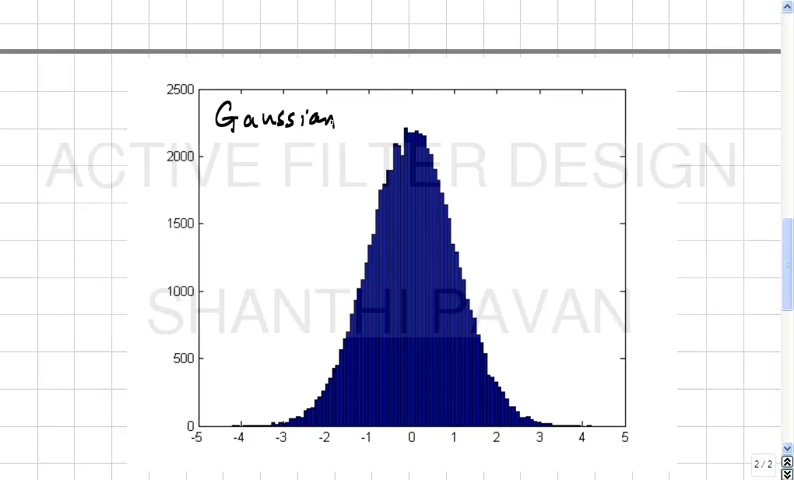 2500
Gaussian
2000
ACTIVE FILTER DESIGN
1500
1000
SHANTHI PAVAN
500
0
-5 -4 -3 -2 -1 0 1 2 3 4 5
2 / 2